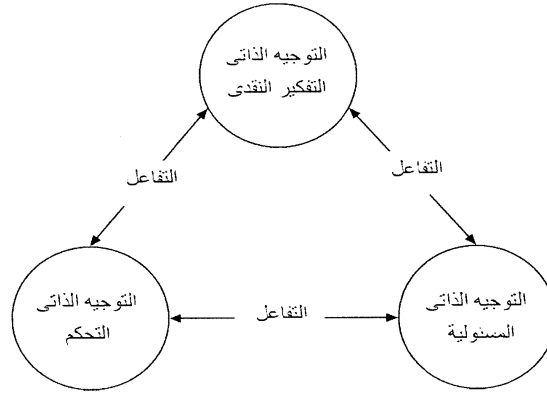 التوجيه الذاتى
التفكير النقدى
التفاعل
التفاعل
التوجيه الذاتى
المسئولية
التفاعل
التوجيه الذاتى
التحكم